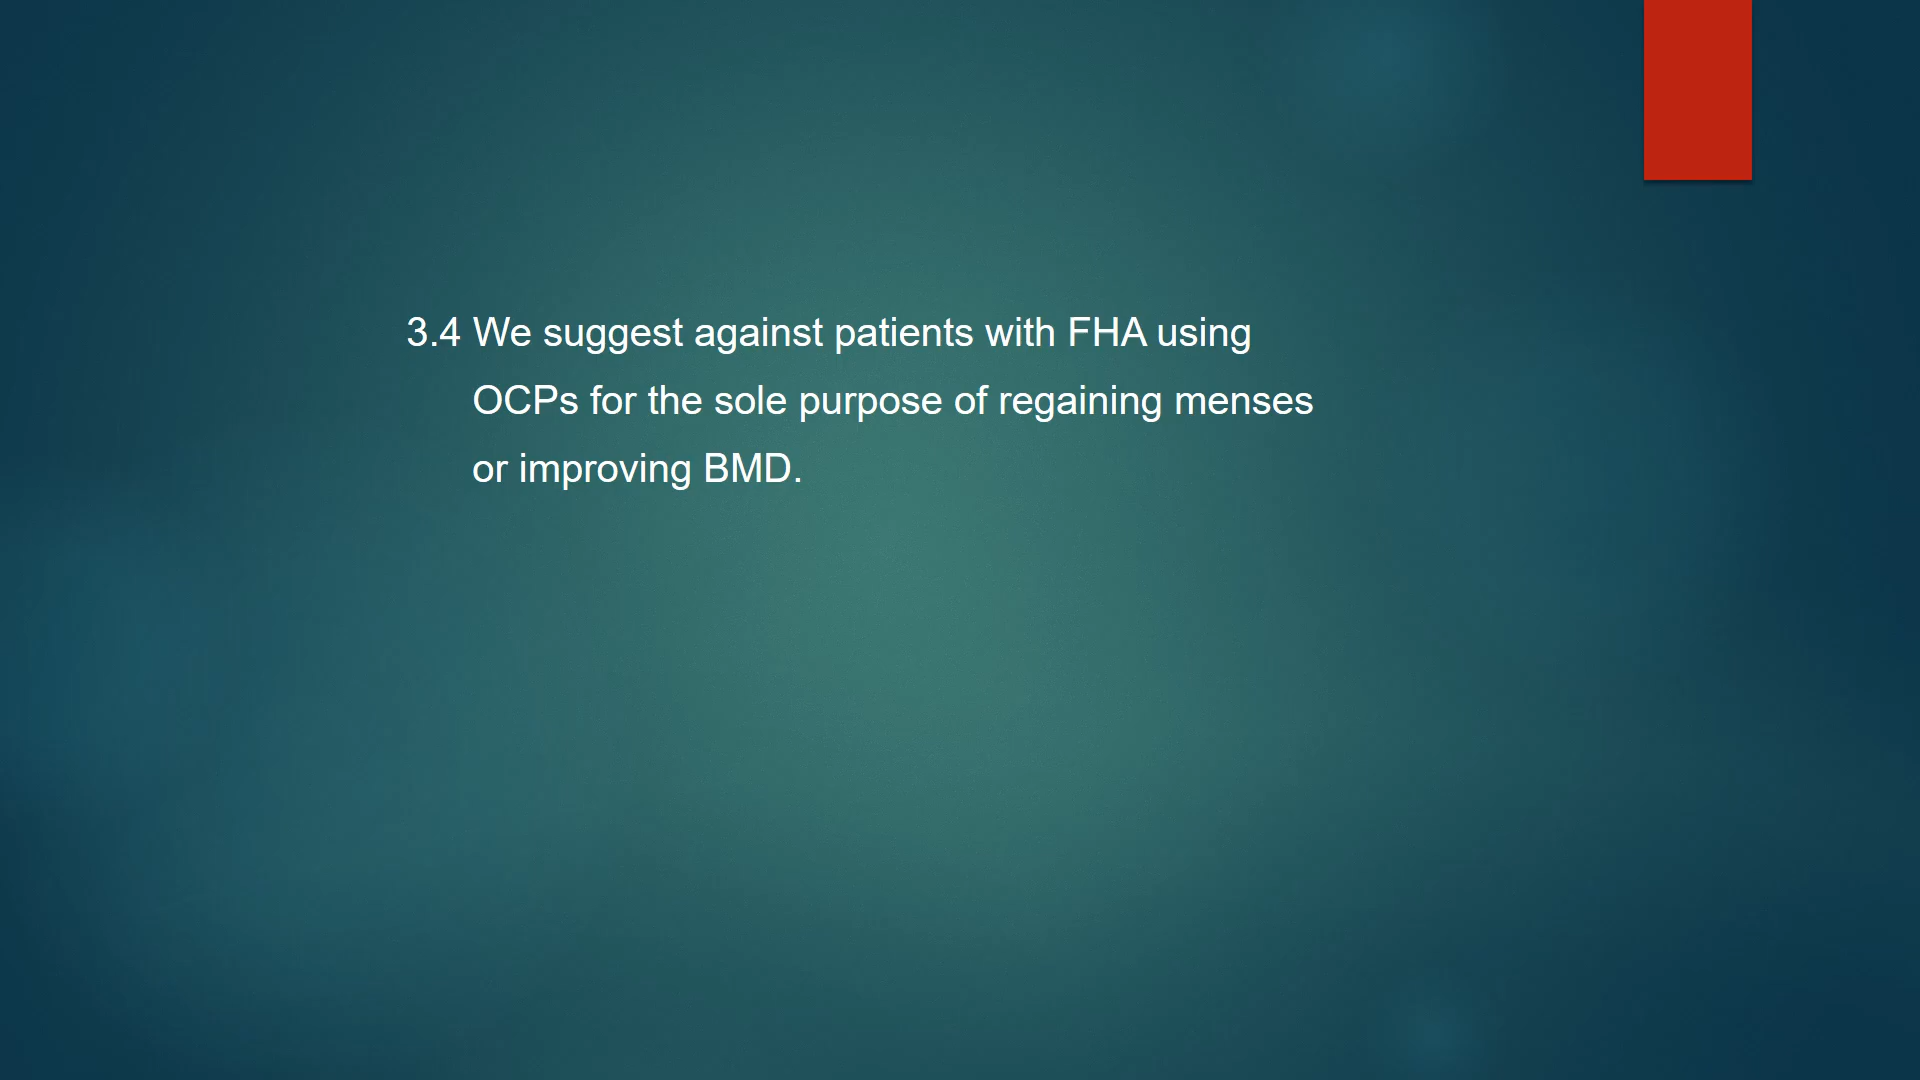 3.4 We suggest against patients with FHA using
OCPs for the sole purpose of regaining menses
or improving BMD.